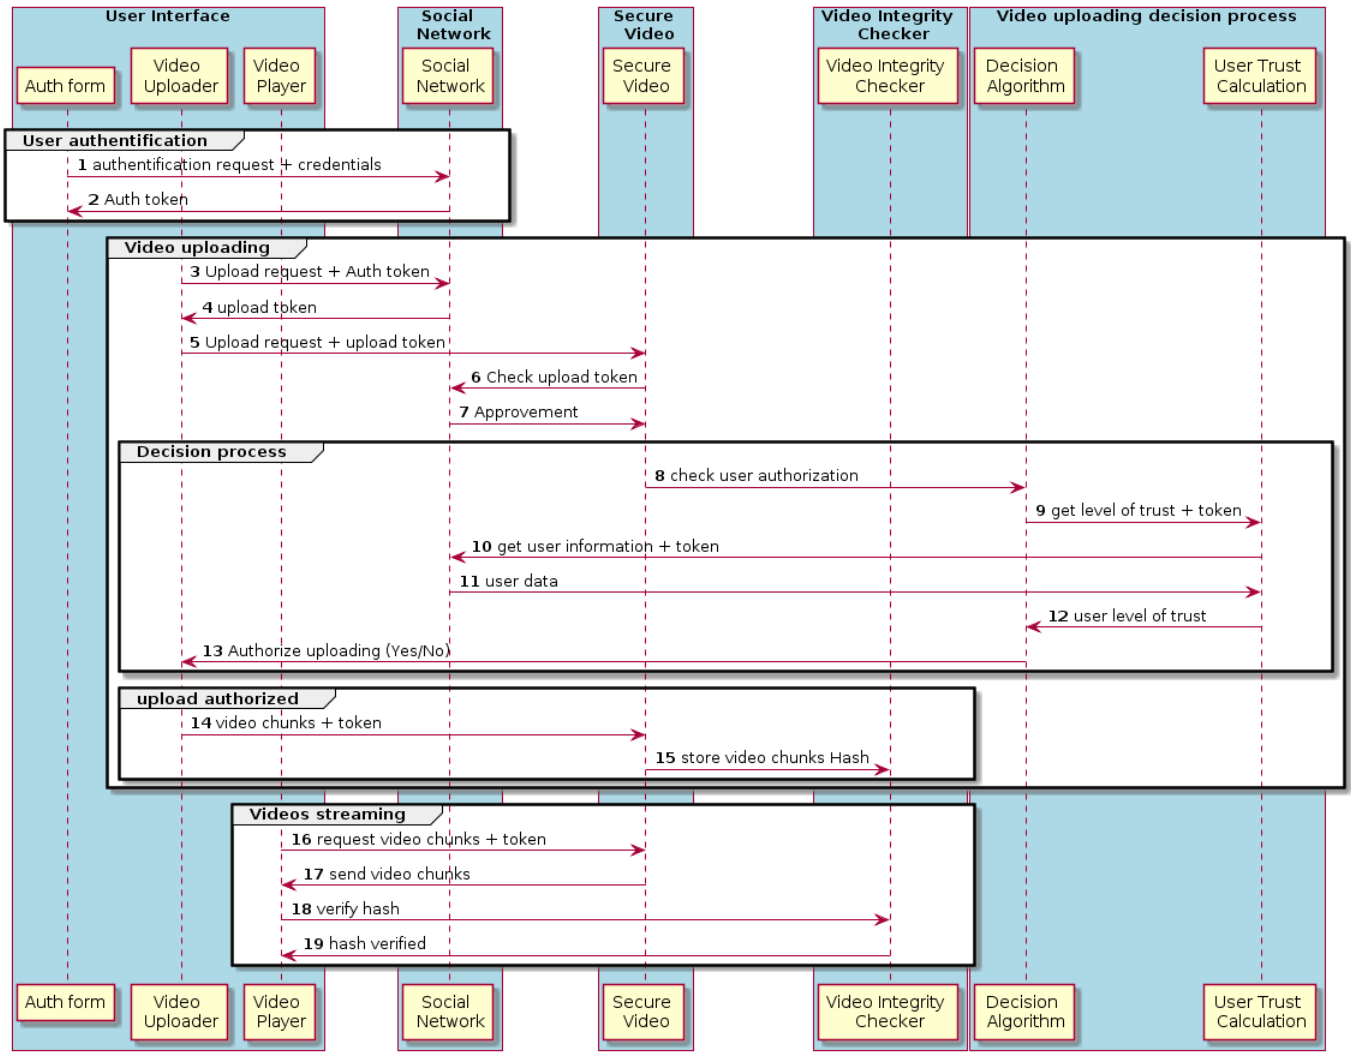 User Interface
Social
Network
Secure
Video
Video Integrity
Checker
Video uploading decision process
Auth form
Video
Uploader
Video
Player
Social
Network
Secure
Video
Video Integrity
Checker
Decision
Algorithm
User Trust
Calculation
User authentification
1 authentification request + credentials
2 Auth token
Video uploading
3 Upload request + Auth token
4 upload token
5 Upload request + upload token
6 Check upload token
7 Approvement
Decision process
8 check user authorization
9 get level of trust + token
10 get user information + token
11 user data
12 user level of trust
13 Authorize uploading (Yes/No)
upload authorized
14 video chunks + token
15 store video chunks Hash
Videos streaming
16 request video chunks + token
17 send video chunks
18 verify hash
19 hash verified
Auth form
Video
Uploader
Video
Player
Social
Network
Secure
Video
Video Integrity
Checker
Decision
Algorithm
User Trust
Calculation